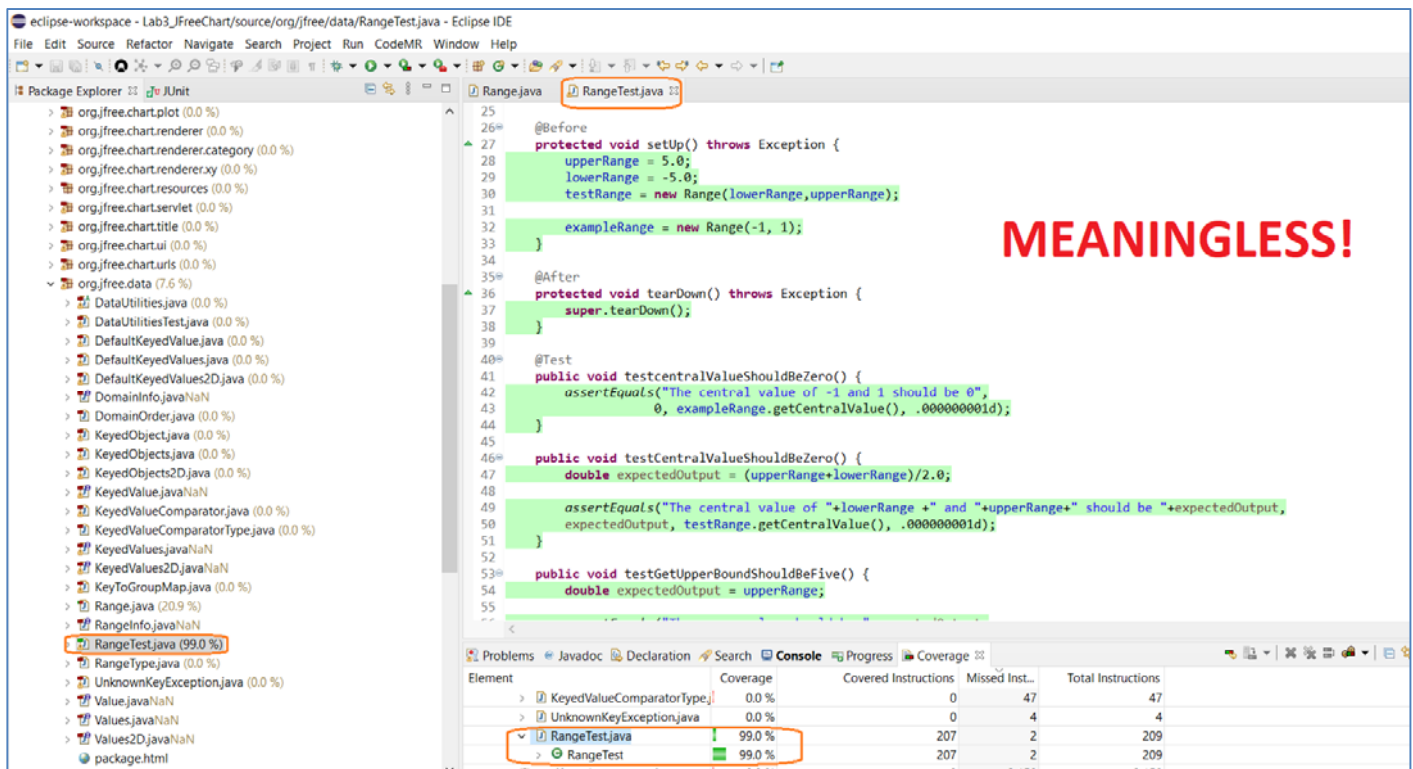 eclipse-workspace - Lab3_JFreeChart/source/org/jfree/data/RangeTest.java - Eclipse IDE
File Edit Source Refactor Navigate Search Project Run CodeMR Window Help
Package Explorer JUnit
org.jfree.chart.plot (0.0 %)
org.jfree.chart.renderer (0.0 %)
org.jfree.chart.renderer.category (0.0 %)
org.jfree.chart.renderer.xy (0.0 %)
org.jfree.chart.resources (0.0 %)
org.jfree.chart.servlet (0.0 %)
org.jfree.chart.title (0.0 %)
org.jfree.chart.ui (0.0 %)
org.jfree.chart.urls (0.0 %)
org.jfree.data (7.6 %)
DataUtilities.java (0.0 %)
DataUtilitiesTest.java (0.0 %)
DefaultKeyedValue.java (0.0 %)
DefaultKeyedValues.java (0.0 %)
DefaultKeyedValues2D.java (0.0 %)
DomainInfo.javaNaN
DomainOrder.java (0.0 %)
KeyedObject.java (0.0 %)
KeyedObjects.java (0.0 %)
KeyedObjects2D.java (0.0 %)
KeyedValue.javaNaN
KeyedValueComparator.java (0.0 %)
KeyedValueComparatorType.java (0.0 %)
KeyedValues.javaNaN
KeyedValues2D.javaNaN
KeyToGroupMap.java (0.0 %)
Range.java (20.9 %)
RangeInfo.javaNaN
RangeTest.java (99.0 %)
RangeType.java (0.0 %)
UnknownKeyException.java (0.0 %)
Value.javaNaN
Values.javaNaN
Values2D.javaNaN
package.html
Range.java RangeTest.java
25
26 @Before
27 protected void setUp() throws Exception {
28 upperRange = 5.0;
29 lowerRange = -5.0;
30 testRange = new Range(lowerRange,upperRange);
31
32 exampleRange = new Range(-1, 1);
33 }
34
35 @After
36 protected void tearDown() throws Exception {
37 super.tearDown();
38 }
39
40 @Test
41 public void testcentralValueShouldBeZero() {
42 assertEquals("The central value of -1 and 1 should be 0",
43 0, exampleRange.getCentralValue(), .000000001d);
44 }
45
46 public void testCentralValueShouldBeZero() {
47 double expectedOutput = (upperRange+lowerRange)/2.0;
48
49 assertEquals("The central value of "+lowerRange +" and "+upperRange+" should be "+expectedOutput,
50 expectedOutput, testRange.getCentralValue(), .000000001d);
51 }
52
53 public void testGetUpperBoundShouldBeFive() {
54 double expectedOutput = upperRange;
55
MEANINGLESS!
Problems Javadoc Declaration Search Console Progress Coverage
Element Coverage Covered Instructions Missed Inst... Total Instructions
KeyedValueComparatorType.j 0.0 % 0 47 47
UnknownKeyException.java 0.0 % 0 4 4
RangeTest.java 99.0 % 207 2 209
RangeTest 99.0 % 207 2 209